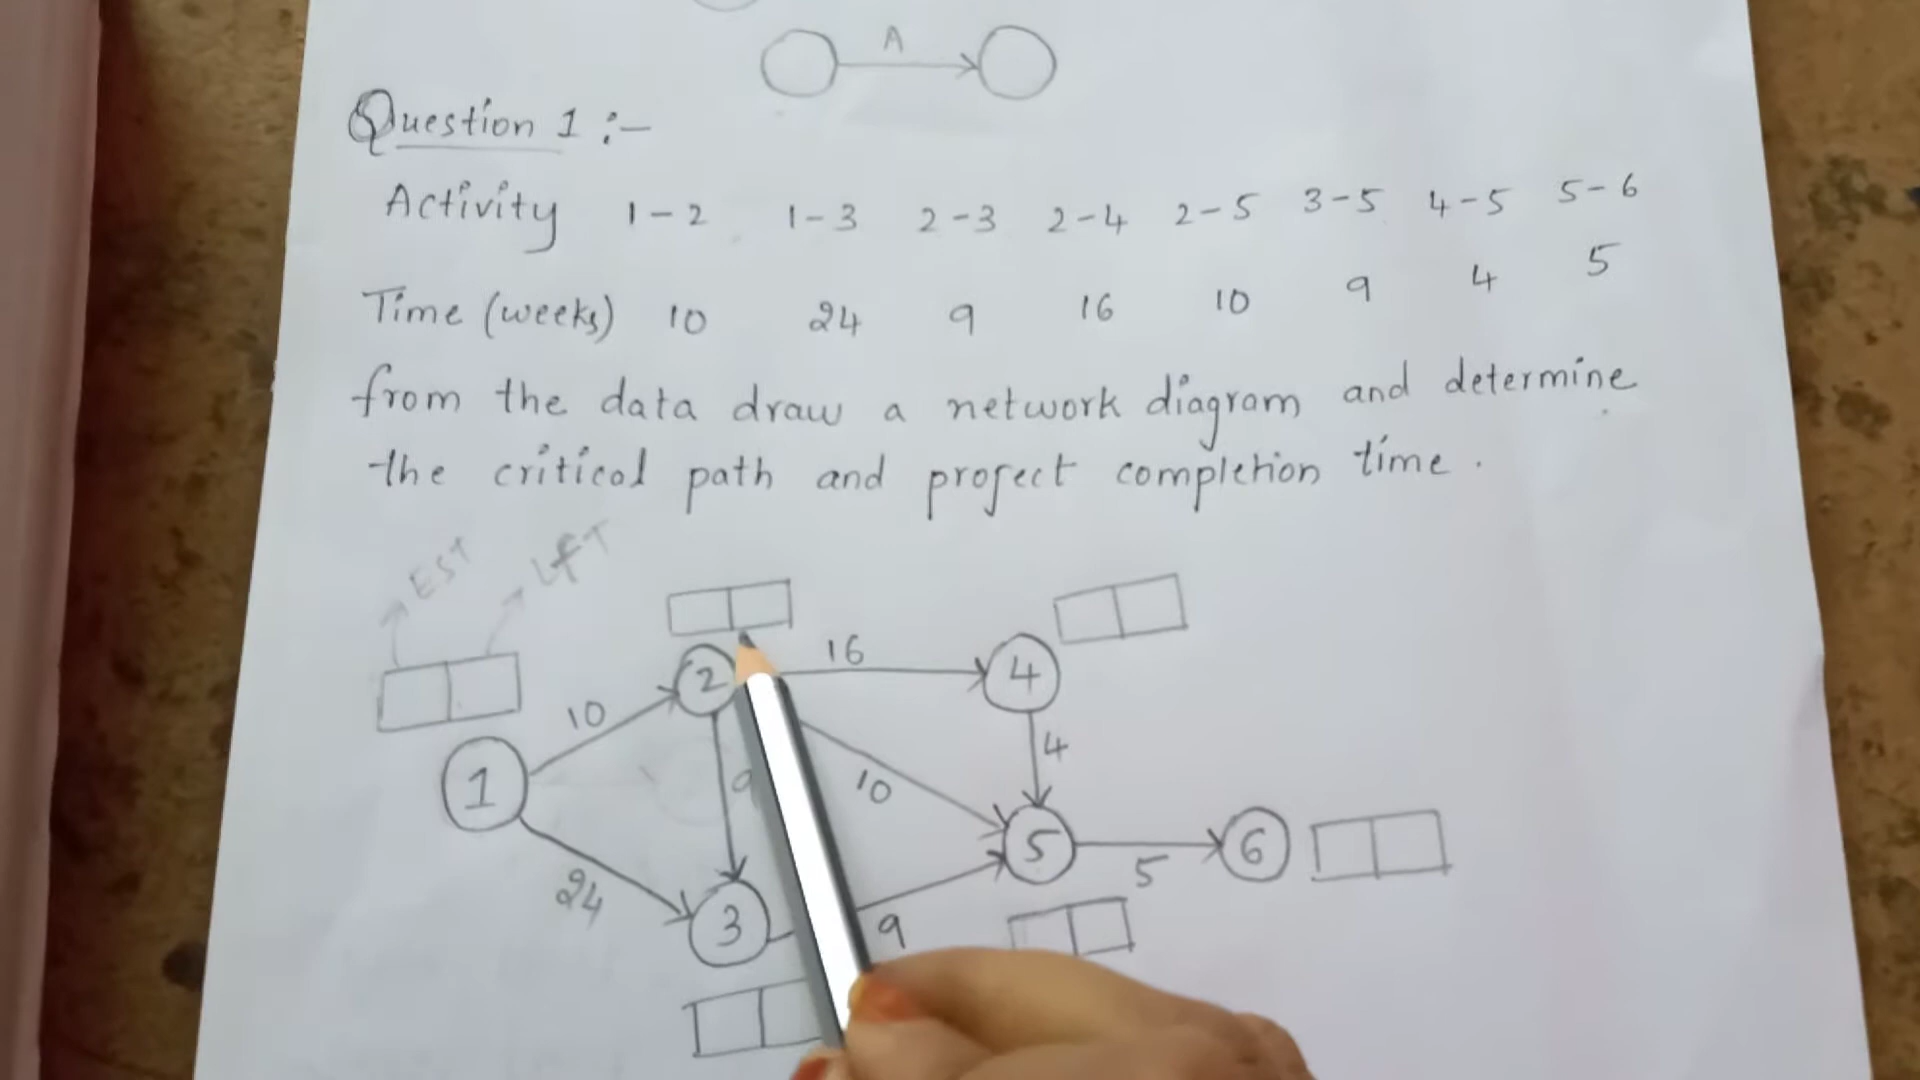 A
Question 1 :-
Activity 1-2 1-3 2-3 2-4 2-5 3-5 4-5 5-6
Time (weeks) 10 24 9 16 10 9 4 5
from the data draw a network diagram and determine
the critical path and project completion time.
EST LfT
2 16 4
10
1 9 10 4
5 5 6
24
3 9